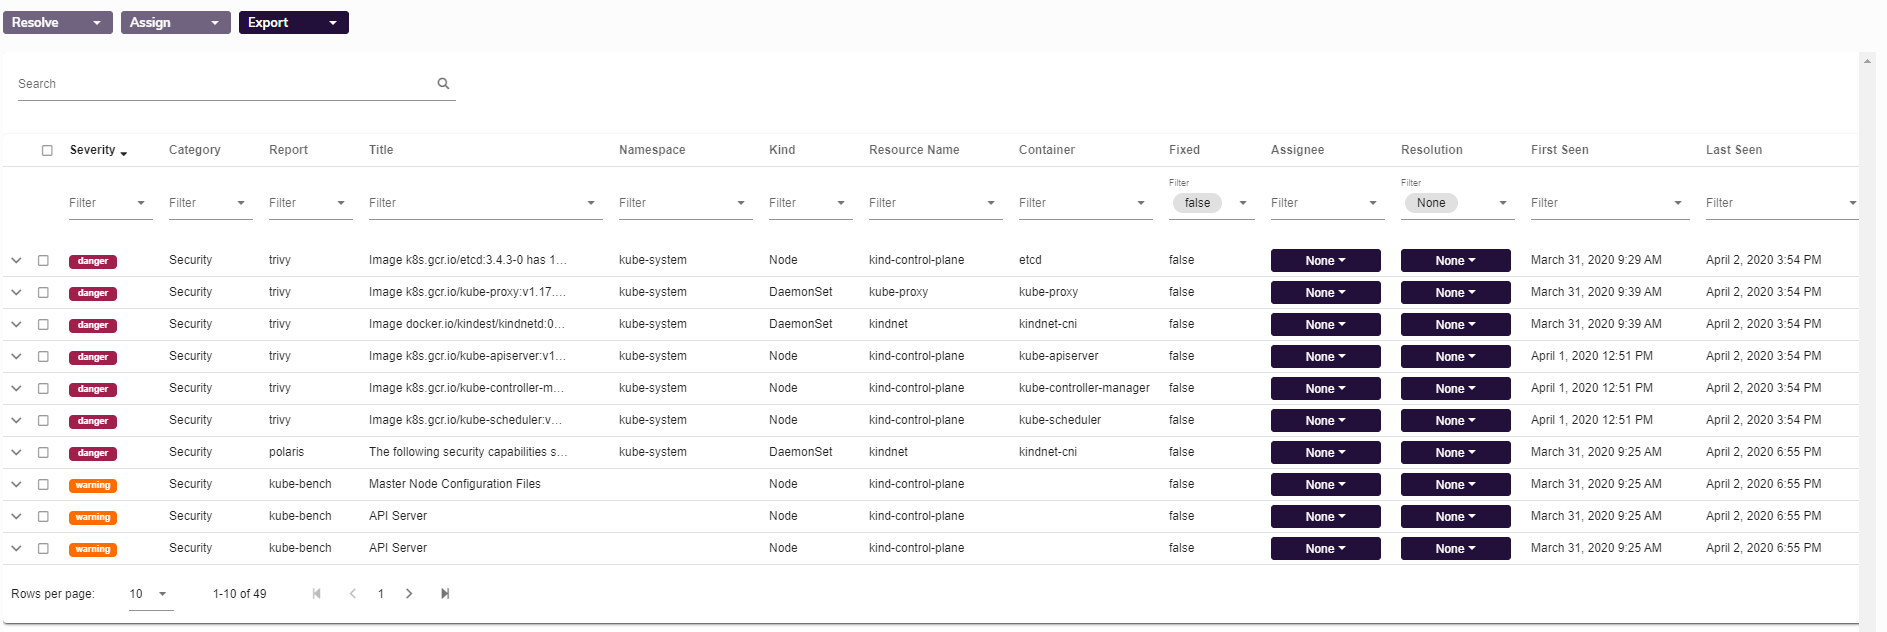 Resolve Assign Export
Search
Severity Category Report Title Namespace Kind Resource Name Container Fixed Assignee Resolution First Seen Last Seen
Filter Filter
Filter Filter Filter Filter Filter Filter Filter Filter false Filter None Filter Filter
danger Security trivy Image k8s.gcr.io/etcd:3.4.3-0 has 1... kube-system Node kind-control-plane etcd false None None March 31, 2020 9:29 AM April 2, 2020 3:54 PM
danger Security trivy Image k8s.gcr.io/kube-proxy:v1.17.... kube-system DaemonSet kube-proxy kube-proxy false None None March 31, 2020 9:39 AM April 2, 2020 3:54 PM
danger Security trivy Image docker.io/kindest/kindnetd:0... kube-system DaemonSet kindnet kindnet-cni false None None March 31, 2020 9:39 AM April 2, 2020 3:54 PM
danger Security trivy Image k8s.gcr.io/kube-apiserver:v1... kube-system Node kind-control-plane kube-apiserver false None None April 1, 2020 12:51 PM April 2, 2020 3:54 PM
danger Security trivy Image k8s.gcr.io/kube-controller-m... kube-system Node kind-control-plane kube-controller-manager false None None April 1, 2020 12:51 PM April 2, 2020 3:54 PM
danger Security trivy Image k8s.gcr.io/kube-scheduler:v... kube-system Node kind-control-plane kube-scheduler false None None April 1, 2020 12:51 PM April 2, 2020 3:54 PM
danger Security polaris The following security capabilities s... kube-system DaemonSet kindnet kindnet-cni false None None March 31, 2020 9:25 AM April 2, 2020 6:55 PM
warning Security kube-bench Master Node Configuration Files Node kind-control-plane false None None March 31, 2020 9:25 AM April 2, 2020 6:55 PM
warning Security kube-bench API Server Node kind-control-plane false None None March 31, 2020 9:25 AM April 2, 2020 6:55 PM
warning Security kube-bench API Server Node kind-control-plane false None None March 31, 2020 9:25 AM April 2, 2020 6:55 PM
Rows per page: 10 1-10 of 49 1